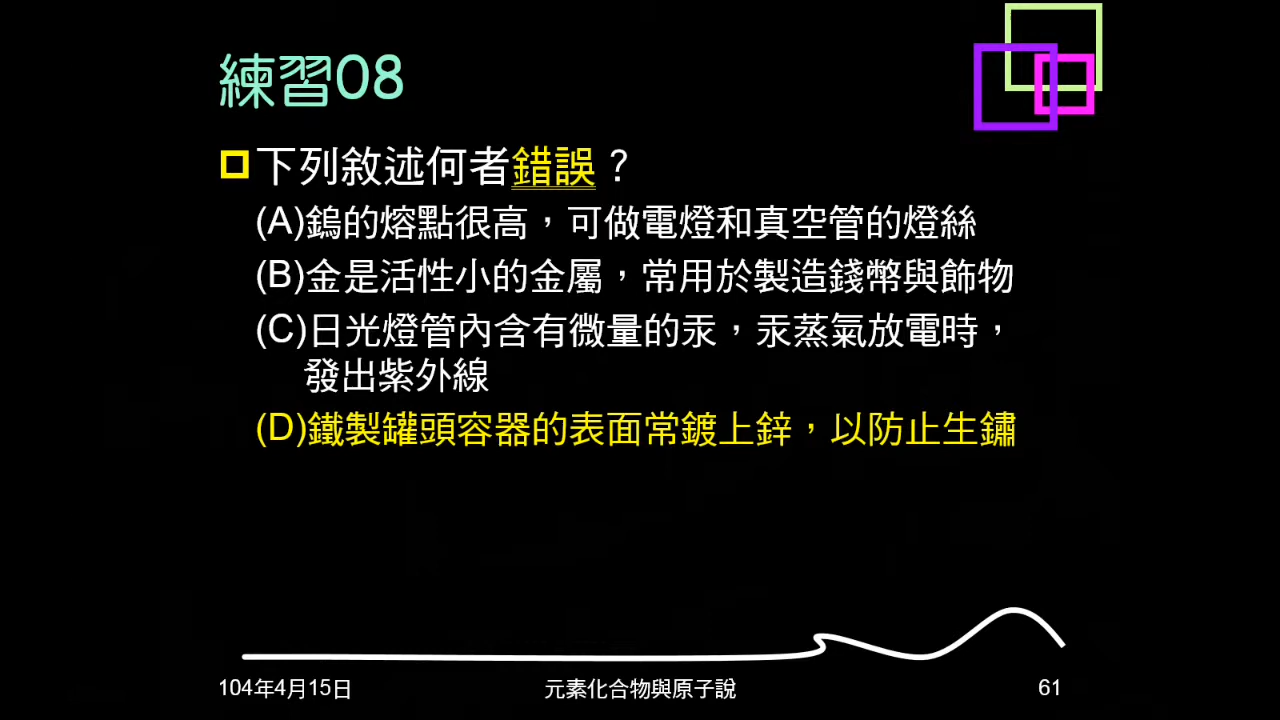 練習08
下列敘述何者錯誤？
(A)鎢的熔點很高，可做電燈和真空管的燈絲
(B)金是活性小的金屬，常用於製造錢幣與飾物
(C)日光燈管內含有微量的汞，汞蒸氣放電時，
發出紫外線
(D)鐵製罐頭容器的表面常鍍上鋅，以防止生鏽
104年4月15日
元素化合物與原子說
61